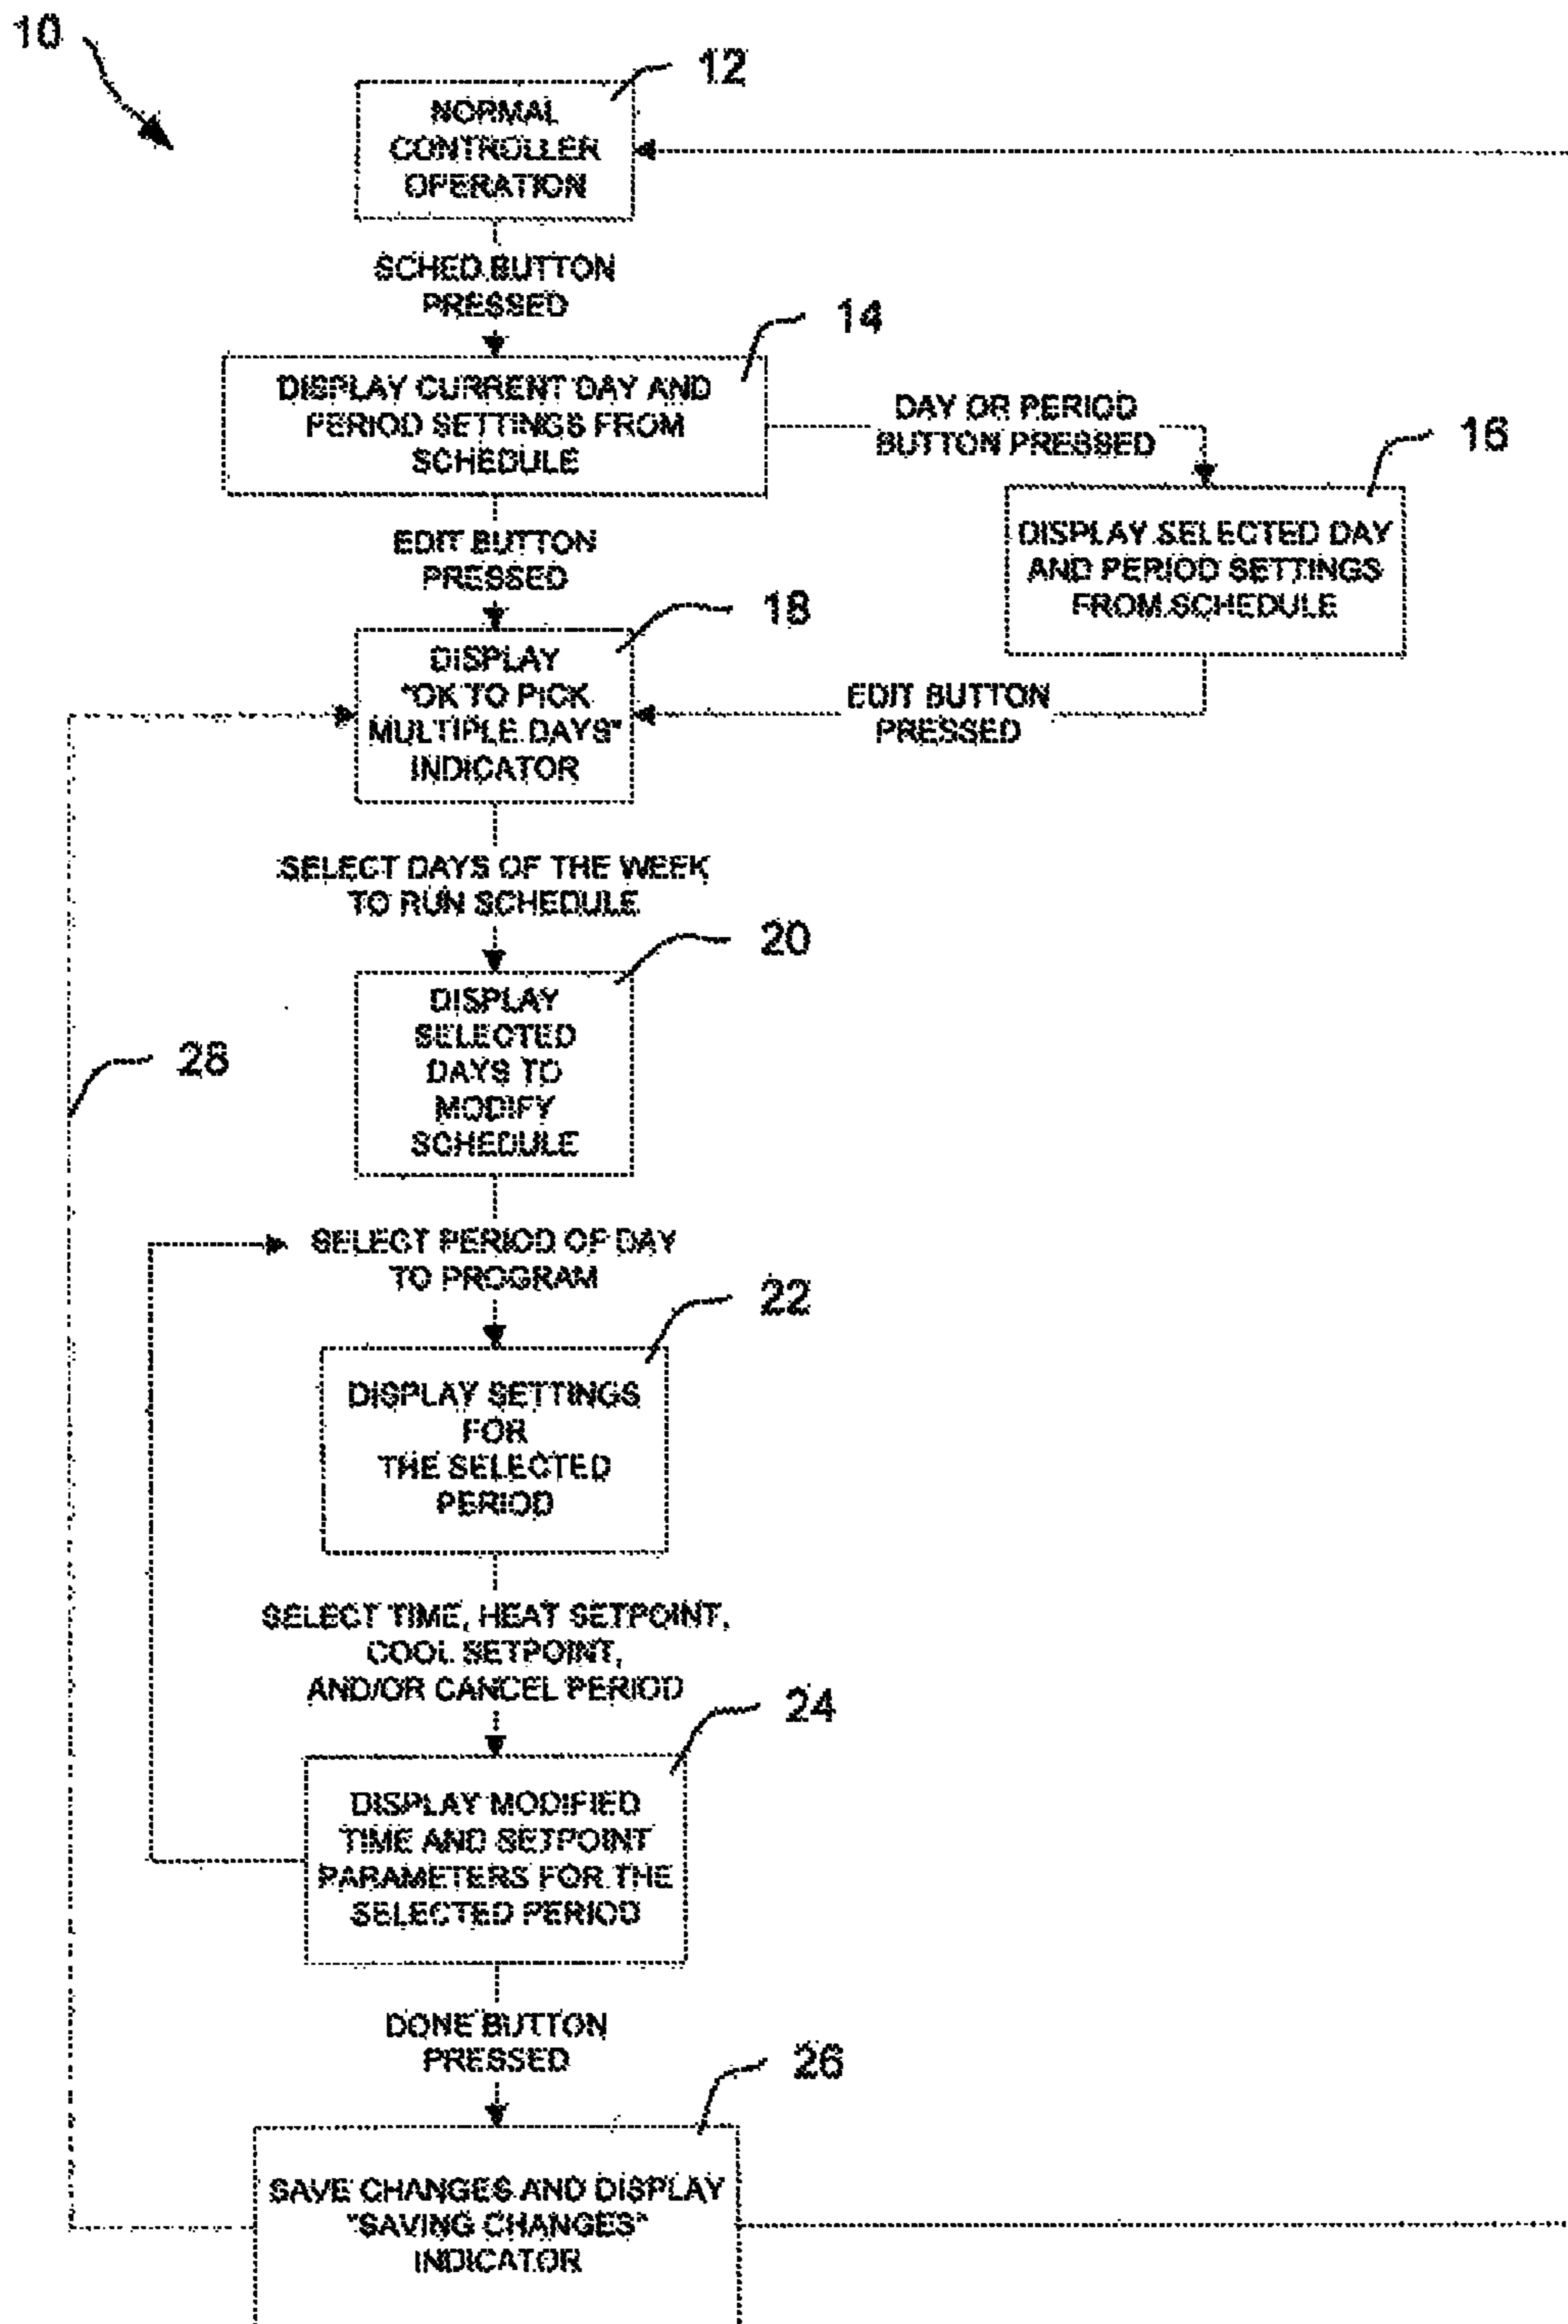 10
12
NORMAL
CONTROLLER
OPERATION
SCHED BUTTON
PRESSED
14
DISPLAY CURRENT DAY AND
PERIOD SETTINGS FROM
SCHEDULE
DAY OR PERIOD
BUTTON PRESSED
16
DISPLAY SELECTED DAY
AND PERIOD SETTINGS
FROM SCHEDULE
EDIT BUTTON
PRESSED
18
DISPLAY
"OK TO PICK
MULTIPLE DAYS"
INDICATOR
EDIT BUTTON
PRESSED
SELECT DAYS OF THE WEEK
TO RUN SCHEDULE
20
DISPLAY
SELECTED
DAYS TO
MODIFY
SCHEDULE
28
SELECT PERIOD OF DAY
TO PROGRAM
22
DISPLAY SETTINGS
FOR
THE SELECTED
PERIOD
SELECT TIME, HEAT SETPOINT,
COOL SETPOINT,
AND/OR CANCEL PERIOD
24
DISPLAY MODIFIED
TIME AND SETPOINT
PARAMETERS FOR THE
SELECTED PERIOD
DONE BUTTON
PRESSED
26
SAVE CHANGES AND DISPLAY
"SAVING CHANGES"
INDICATOR